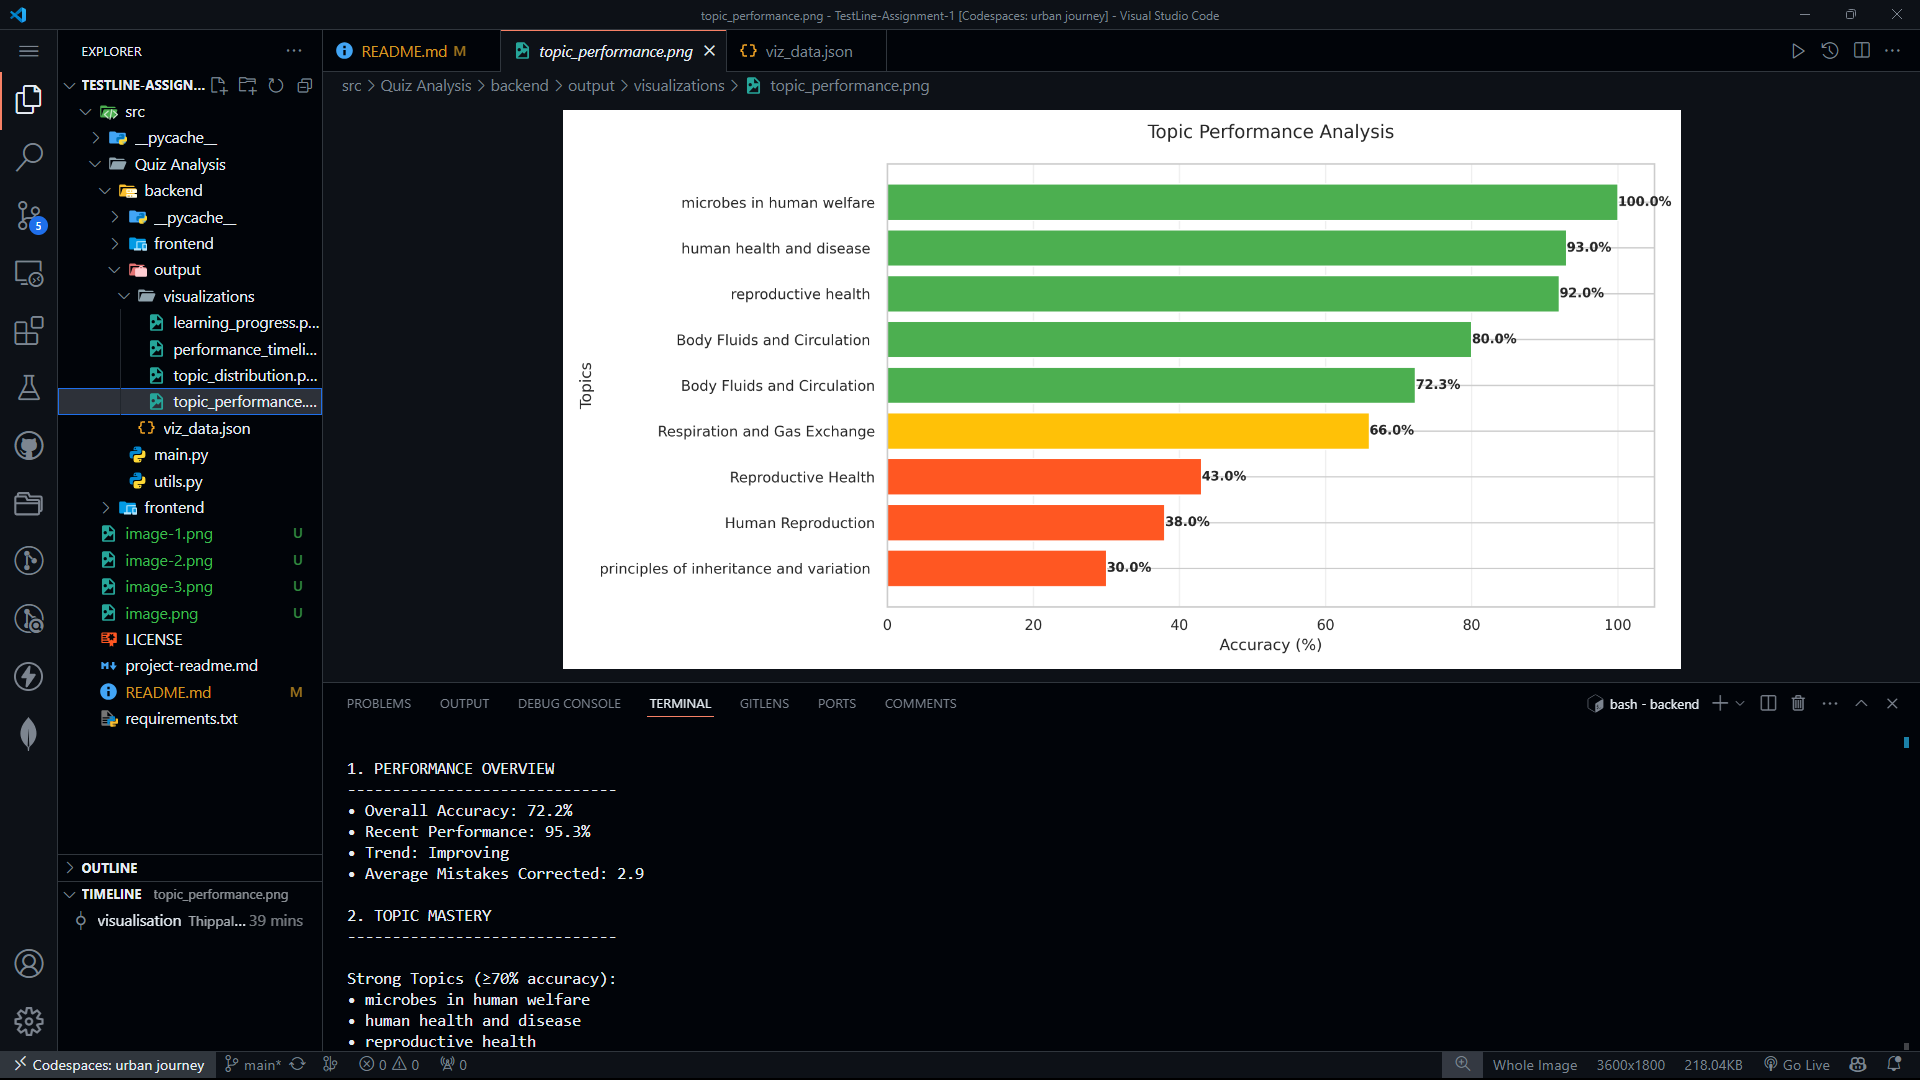 topic_performance.png - TestLine-Assignment-1 [Codespaces: urban journey] - Visual Studio Code
EXPLORER
TESTLINE-ASSIGN...
src
__pycache__
Quiz Analysis
backend
__pycache__
frontend
output
visualizations
learning_progress.p...
performance_timeli...
topic_distribution.p...
topic_performance....
viz_data.json
main.py
utils.py
frontend
image-1.png U
image-2.png U
image-3.png U
image.png U
LICENSE
project-readme.md
README.md M
requirements.txt
5
OUTLINE
TIMELINE topic_performance.png
visualisation Thippal... 39 mins
README.md M
topic_performance.png
viz_data.json
src > Quiz Analysis > backend > output > visualizations > topic_performance.png
Topic Performance Analysis
Topics
microbes in human welfare 100.0%
human health and disease 93.0%
reproductive health 92.0%
Body Fluids and Circulation 80.0%
Body Fluids and Circulation 72.3%
Respiration and Gas Exchange 66.0%
Reproductive Health 43.0%
Human Reproduction 38.0%
principles of inheritance and variation 30.0%
0 20 40 60 80 100
Accuracy (%)
PROBLEMS OUTPUT DEBUG CONSOLE TERMINAL GITLENS PORTS COMMENTS
bash - backend
1. PERFORMANCE OVERVIEW
------------------------------
• Overall Accuracy: 72.2%
• Recent Performance: 95.3%
• Trend: Improving
• Average Mistakes Corrected: 2.9
2. TOPIC MASTERY
------------------------------
Strong Topics (≥70% accuracy):
• microbes in human welfare
• human health and disease
• reproductive health
Codespaces: urban journey main* 0 0 0
Whole Image 3600x1800 218.04KB Go Live